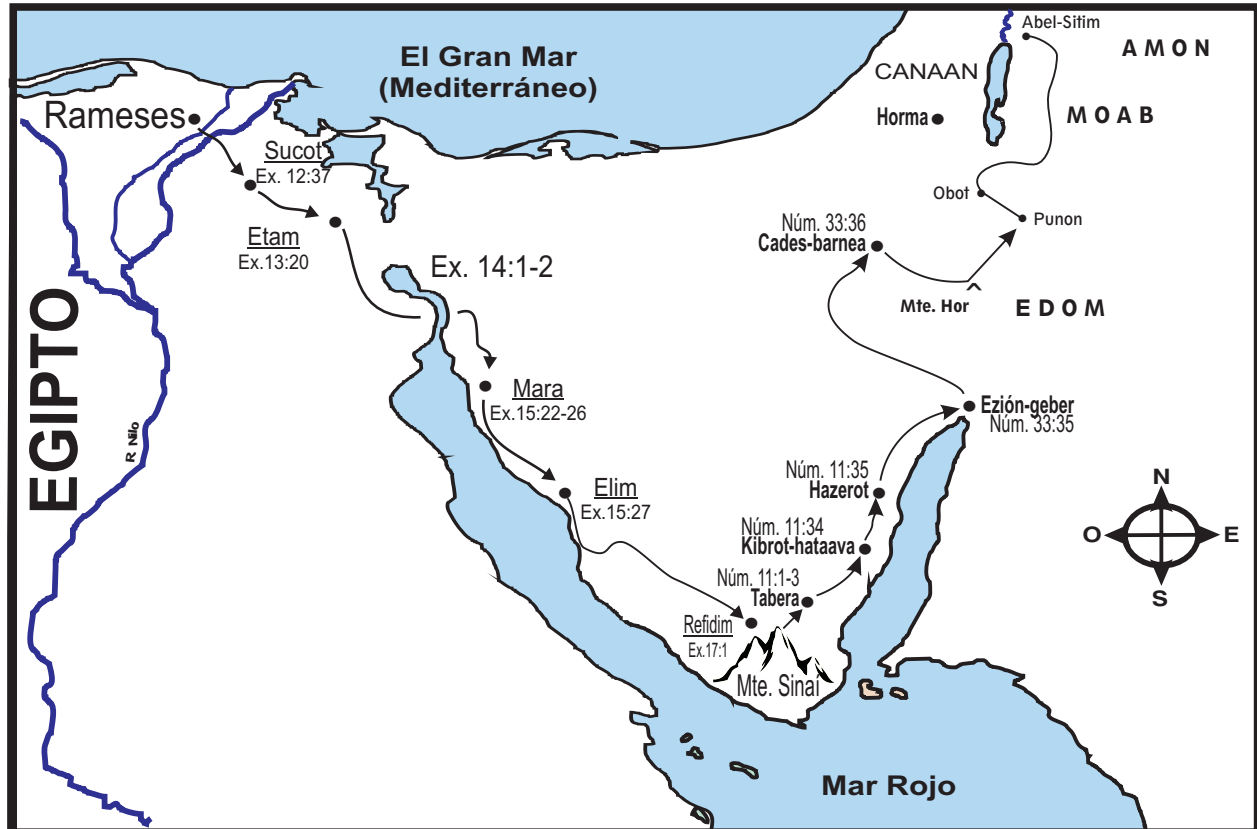 El Gran Mar
(Mediterráneo)
Abel-Sitim
AMON
CANAAN
MOAB
Horma
Rameses
Sucot
Ex. 12:37
Etam
Ex.13:20
Obot
Punon
Núm. 33:36
Cades-barnea
Ex. 14:1-2
Mte. Hor
^
EDOM
EGIPTO
R Nilo
Mara
Ex.15:22-26
Ezión-geber
Núm. 33:35
Elim
Ex.15:27
Núm. 11:35
Hazerot
Núm. 11:34
Kibrot-hataava
Núm. 11:1-3
Tabera
Refidim
Ex.17:1
Mte. Sinaí
N
O
E
S
Mar Rojo